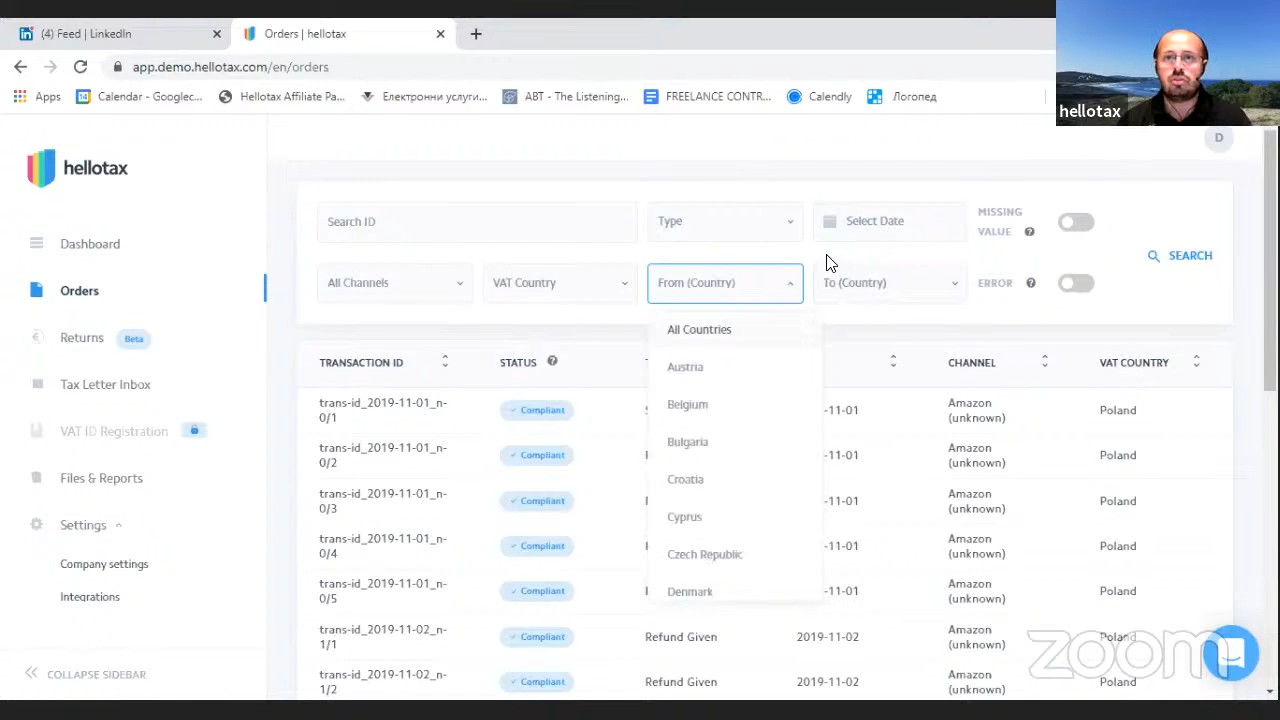 (4) Feed | LinkedIn
Orders | hellotax
app.demo.hellotax.com/en/orders
Apps
Calendar - Googlec...
Hellotax Affiliate Pa...
Електронни услуги...
ABT - The Listening...
FREELANCE CONTR...
Calendly
Логопед
hellotax
D
hellotax
Dashboard
Orders
Returns Beta
Tax Letter Inbox
VAT ID Registration
Files & Reports
Settings
Company settings
Integrations
COLLAPSE SIDEBAR
Search ID
Type
Select Date
MISSING
VALUE
SEARCH
All Channels
VAT Country
From (Country)
To (Country)
ERROR
All Countries
Austria
Belgium
Bulgaria
Croatia
Cyprus
Czech Republic
Denmark
TRANSACTION ID
STATUS
CHANNEL
VAT COUNTRY
trans-id_2019-11-01_n-
0/1
Compliant
-11-01
Amazon
(unknown)
Poland
trans-id_2019-11-01_n-
0/2
Compliant
-11-01
Amazon
(unknown)
Poland
trans-id_2019-11-01_n-
0/3
Compliant
-11-01
Amazon
(unknown)
Poland
trans-id_2019-11-01_n-
0/4
Compliant
-11-01
Amazon
(unknown)
Poland
trans-id_2019-11-01_n-
0/5
Compliant
-11-01
Amazon
(unknown)
Poland
trans-id_2019-11-02_n-
1/1
Compliant
Refund Given
2019-11-02
Amazon
(unknown)
Poland
trans-id_2019-11-02_n-
1/2
Compliant
Refund Given
2019-11-02
Amazon
(unknown)
Poland
zoom